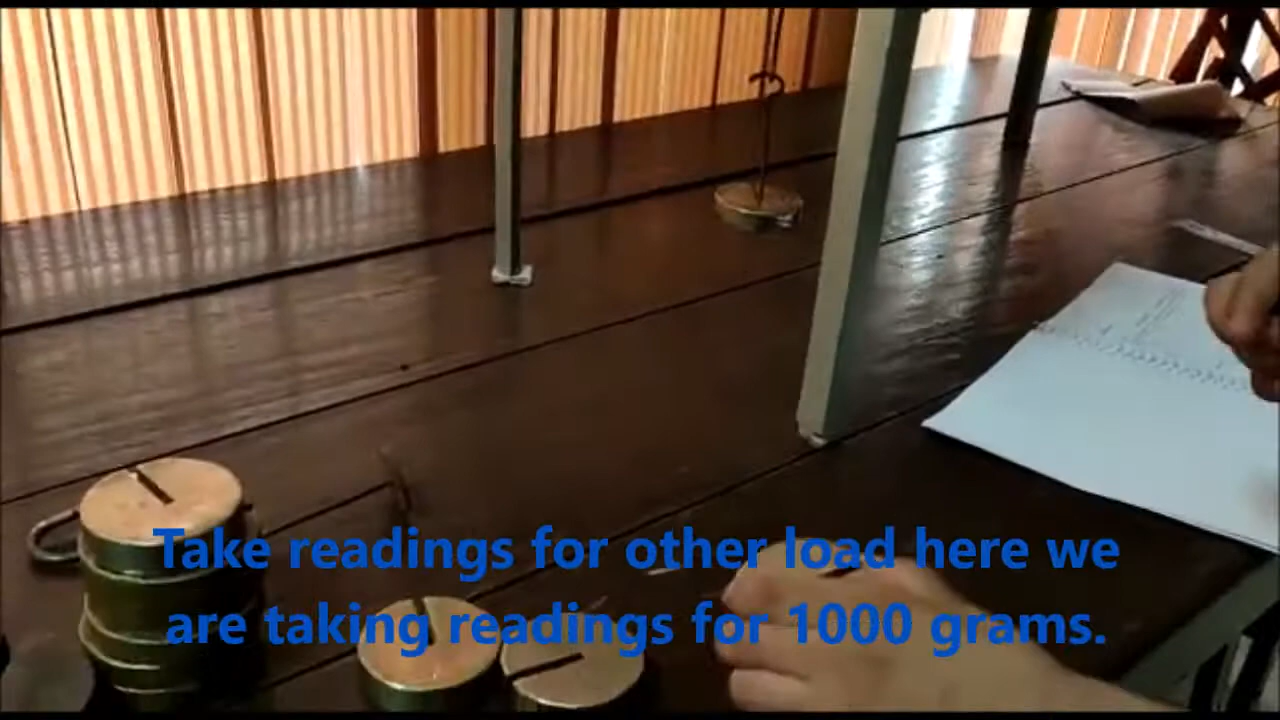 Take readings for other load here we
are taking readings for 1000 grams.